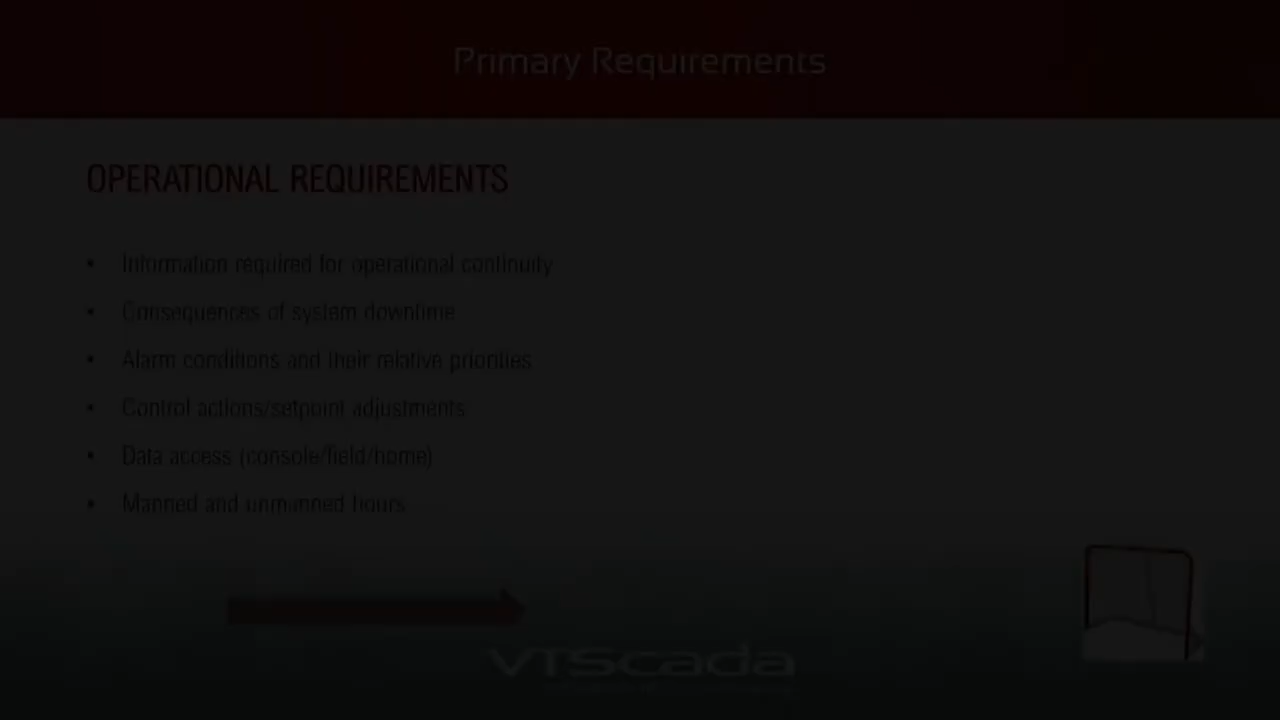 Primary Requirements
OPERATIONAL REQUIREMENTS
• Information required for operational continuity
• Consequences of system downtime
• Alarm conditions and their relative priorities
• Control actions/setpoint adjustments
• Data access (console/field/home)
• Manned and unmanned hours
VTScada